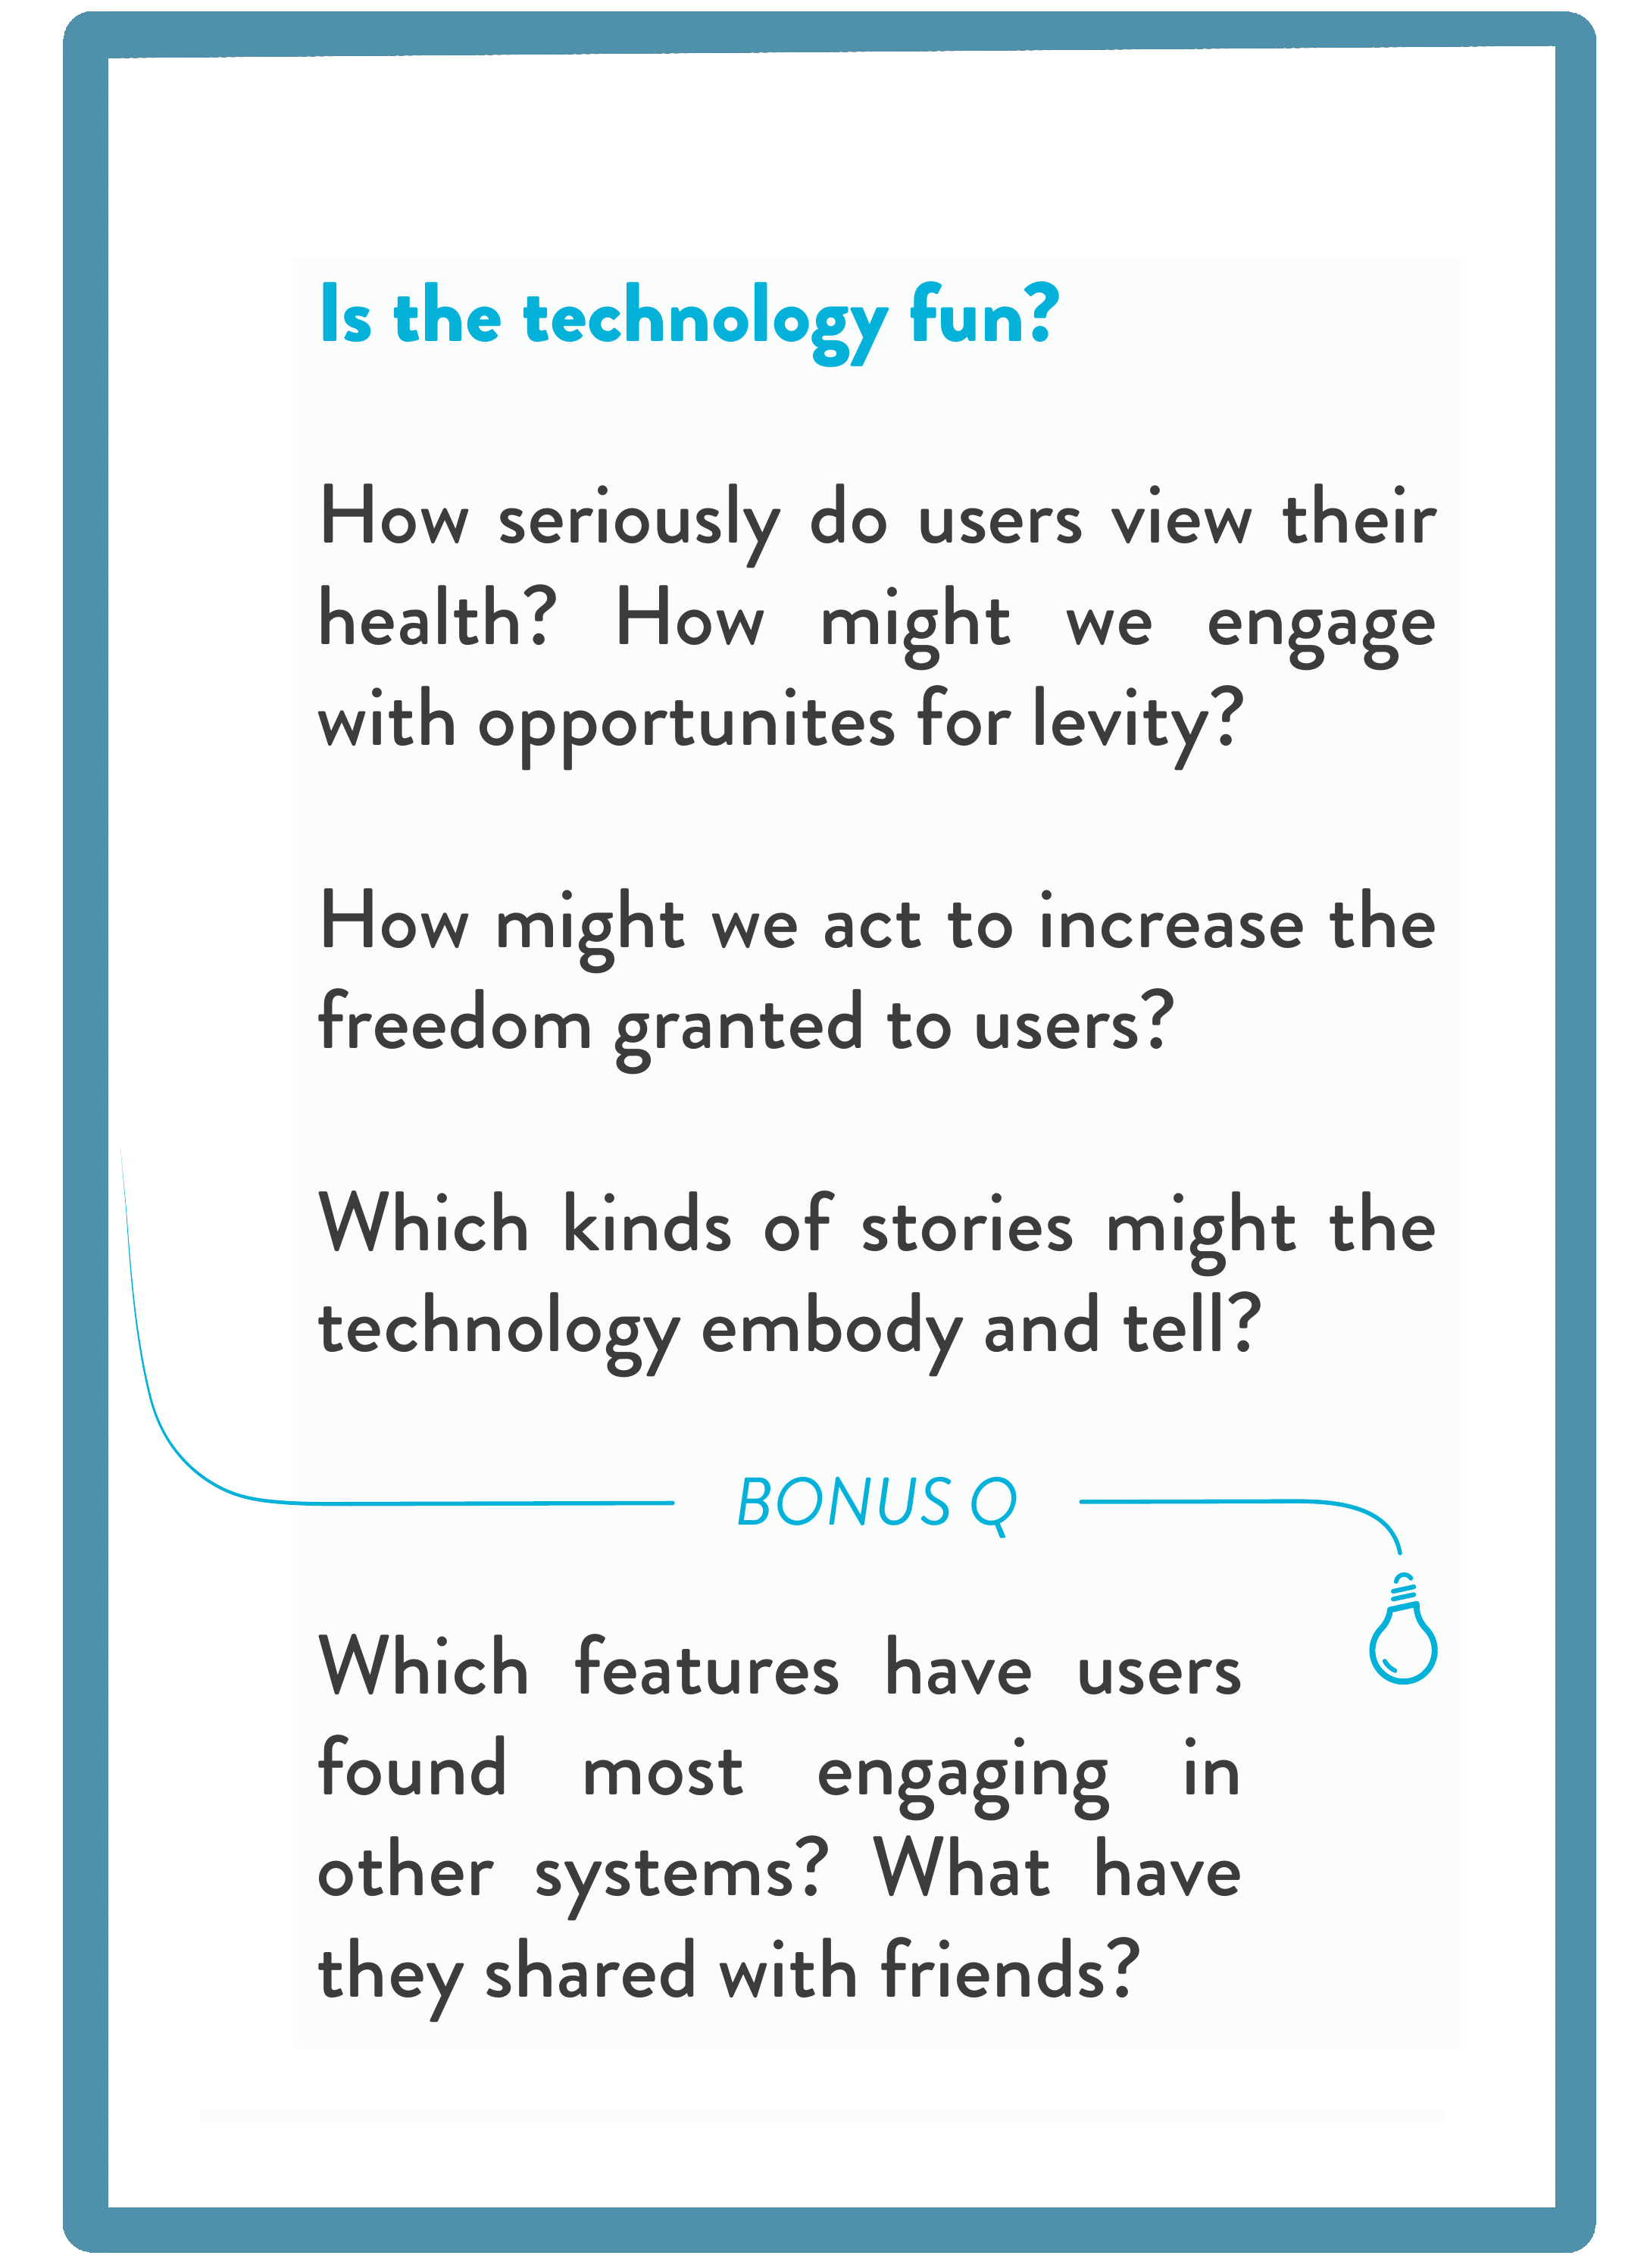 Is the technology fun?
How seriously do users view their
health? How might we engage
with opportunites for levity?
How might we act to increase the
freedom granted to users?
Which kinds of stories might the
technology embody and tell?
BONUS Q
Which features have users
found most engaging in
other systems? What have
they shared with friends?